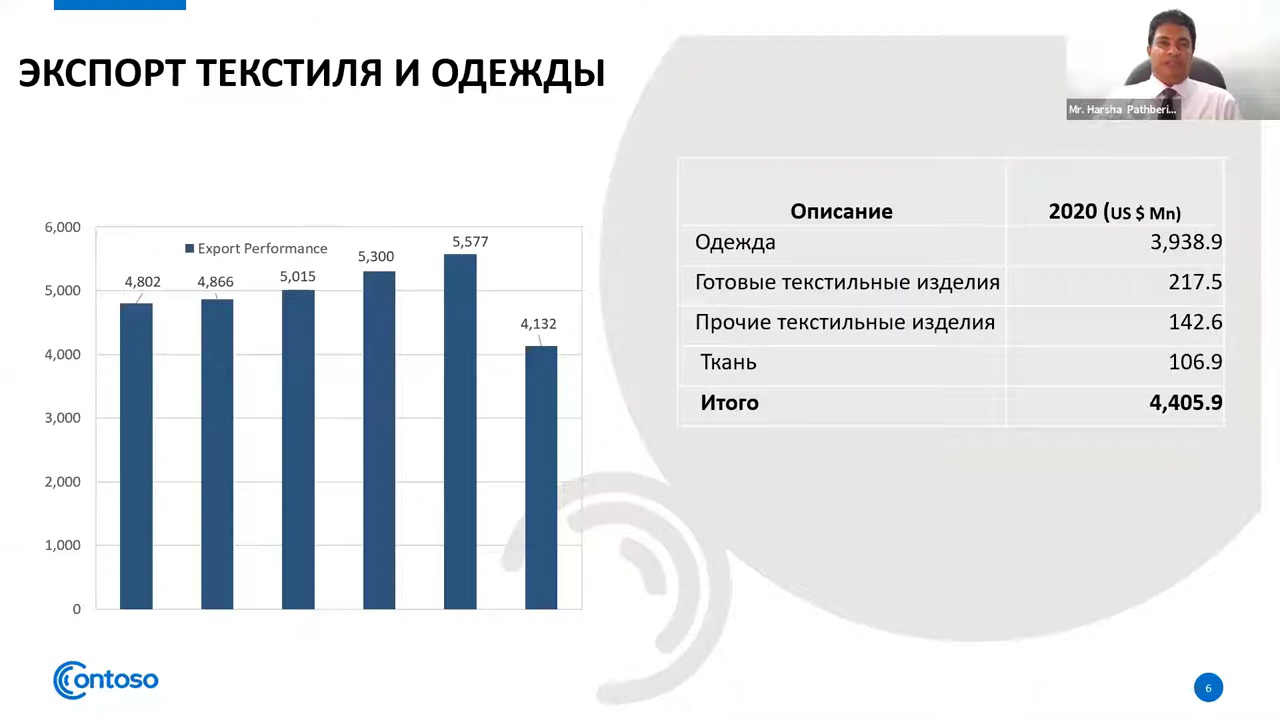 ЭКСПОРТ ТЕКСТИЛЯ И ОДЕЖДЫ
Mr. Harsha Pathberi...
Export Performance
6,000
5,000
4,000
3,000
2,000
1,000
0
4,802
4,866
5,015
5,300
5,577
4,132
Описание 2020 (US $ Mn)
Одежда 3,938.9
Готовые текстильные изделия 217.5
Прочие текстильные изделия 142.6
Ткань 106.9
Итого 4,405.9
Contoso
6